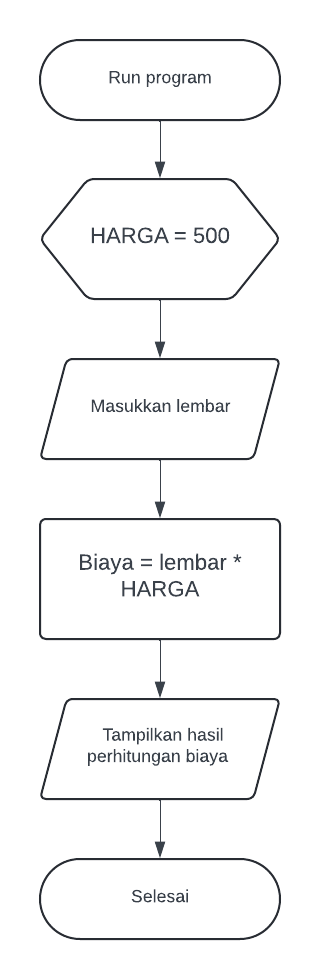 Run program
HARGA = 500
Masukkan lembar
Biaya = lembar *
HARGA
Tampilkan hasil
perhitungan biaya
Selesai